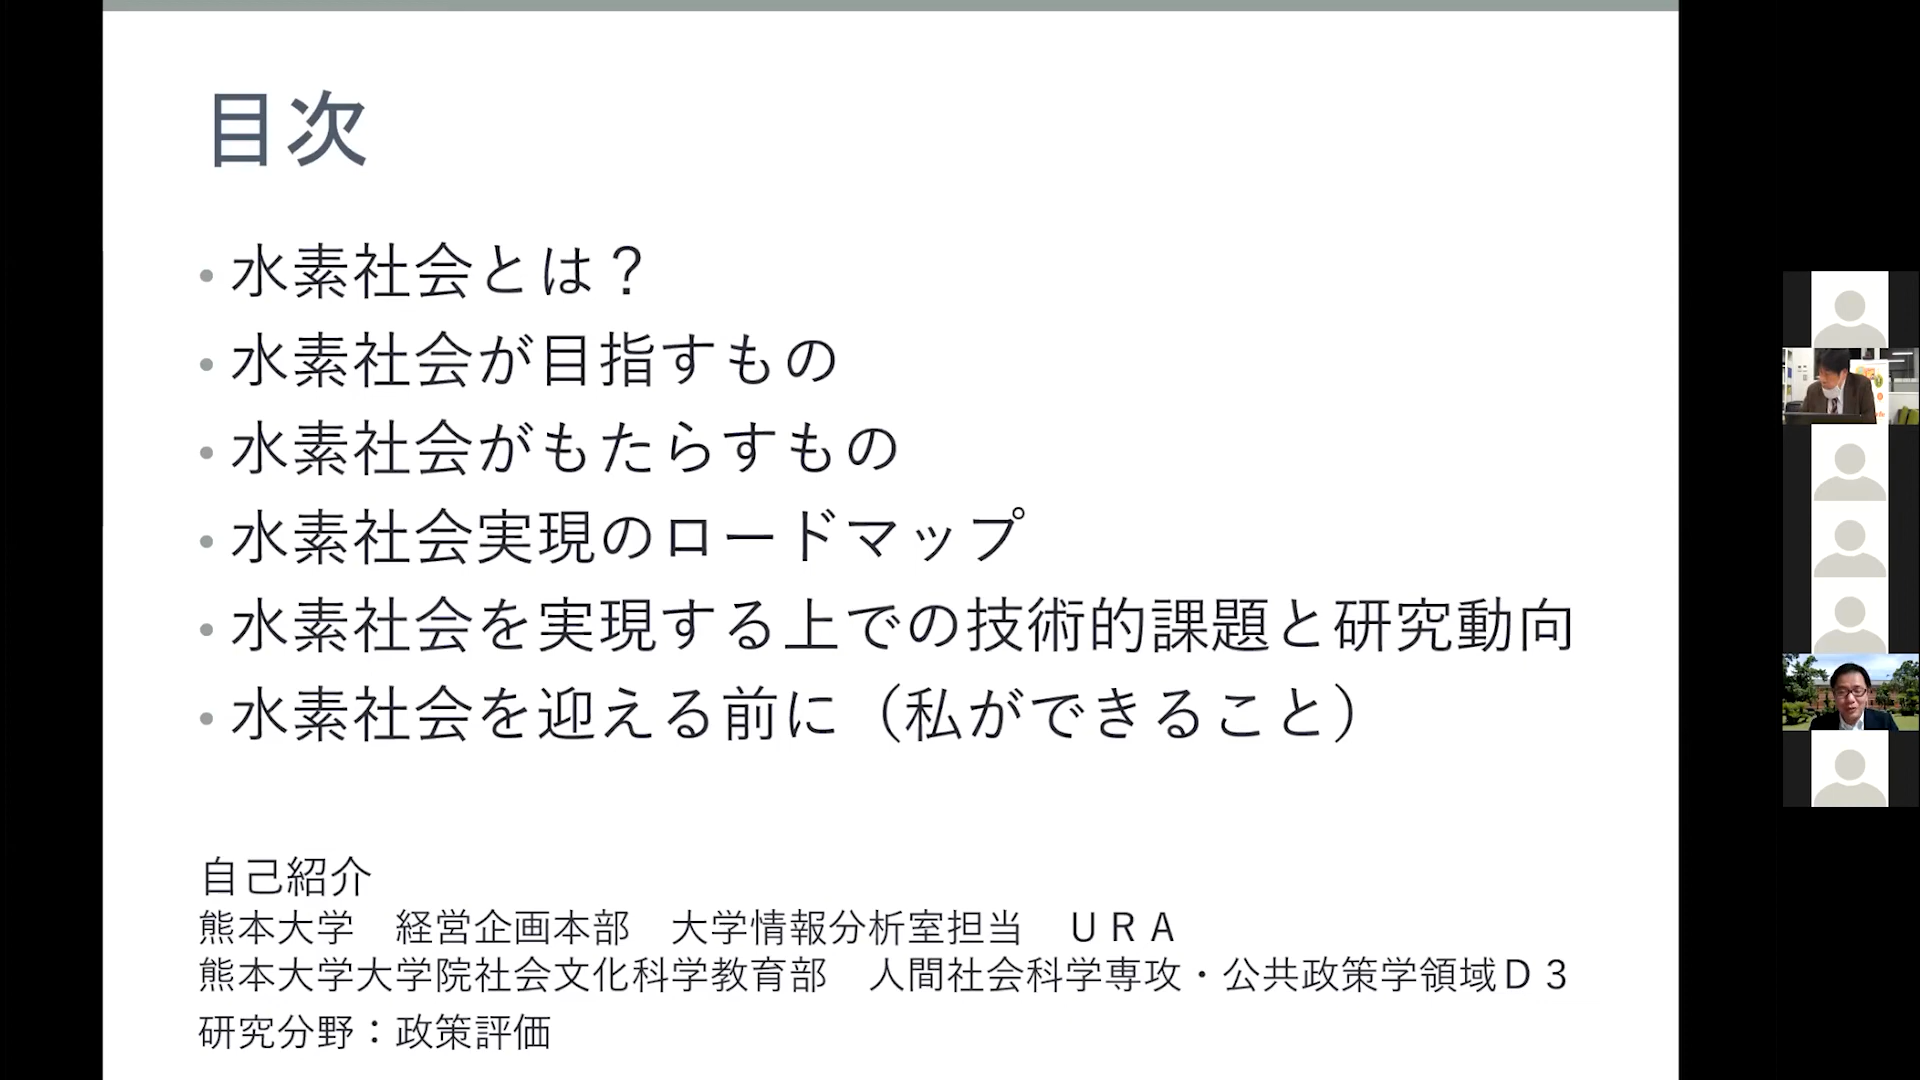 目次
• 水素社会とは？
• 水素社会が目指すもの
• 水素社会がもたらすもの
• 水素社会実現のロードマップ
• 水素社会を実現する上での技術的課題と研究動向
• 水素社会を迎える前に（私ができること）
自己紹介
熊本大学　経営企画本部　大学情報分析室担当　ＵＲＡ
熊本大学大学院社会文化科学教育部　人間社会科学専攻・公共政策学領域Ｄ３
研究分野：政策評価